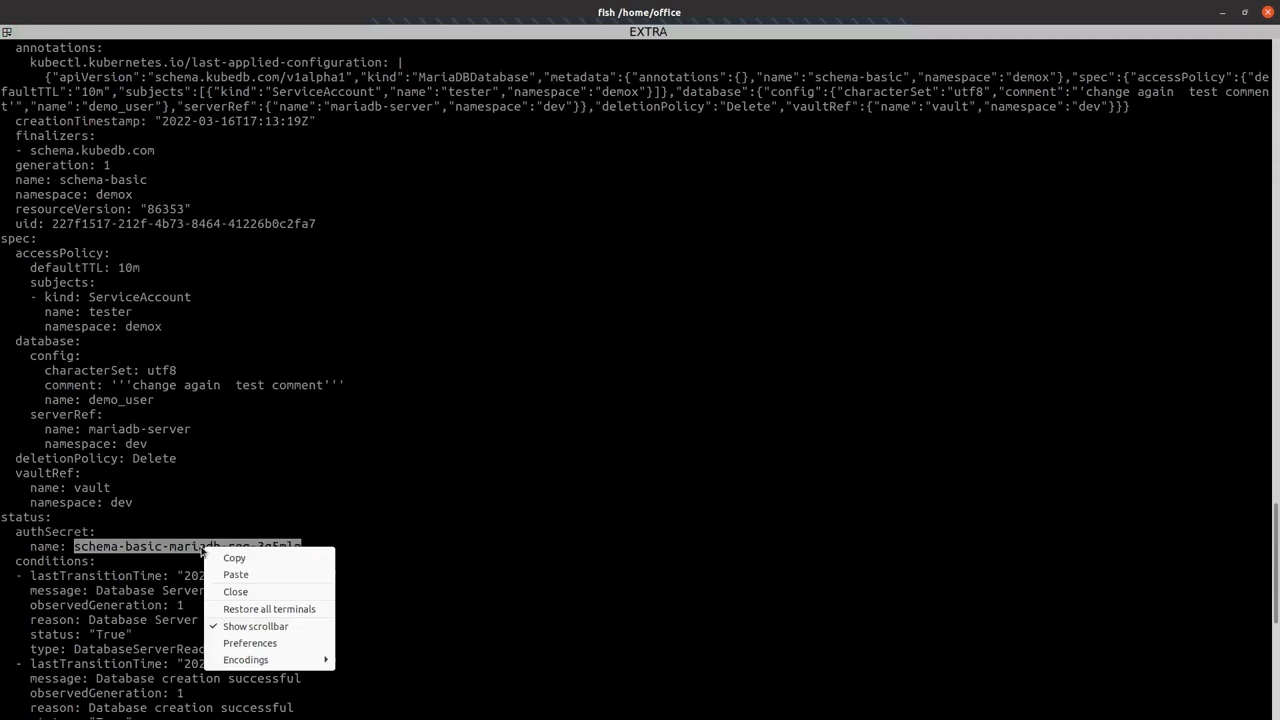 fish /home/office
EXTRA
annotations:
kubectl.kubernetes.io/last-applied-configuration: |
{"apiVersion":"schema.kubedb.com/v1alpha1","kind":"MariaDBDatabase","metadata":{"annotations":{},"name":"schema-basic","namespace":"demox"},"spec":{"accessPolicy":{"de
faultTTL":"10m","subjects":[{"kind":"ServiceAccount","name":"tester","namespace":"demox"}]},"database":{"config":{"characterSet":"utf8","comment":"'change again  test commen
t'","name":"demo_user"},"serverRef":{"name":"mariadb-server","namespace":"dev"}},"deletionPolicy":"Delete","vaultRef":{"name":"vault","namespace":"dev"}}}
creationTimestamp: "2022-03-16T17:13:19Z"
finalizers:
- schema.kubedb.com
generation: 1
name: schema-basic
namespace: demox
resourceVersion: "86353"
uid: 227f1517-212f-4b73-8464-41226b0c2fa7
spec:
accessPolicy:
defaultTTL: 10m
subjects:
- kind: ServiceAccount
name: tester
namespace: demox
database:
config:
characterSet: utf8
comment: '''change again  test comment'''
name: demo_user
serverRef:
name: mariadb-server
namespace: dev
deletionPolicy: Delete
vaultRef:
name: vault
namespace: dev
status:
authSecret:
name:
conditions:
- lastTransitionTime: "202
message: Database Server
observedGeneration: 1
reason: Database Server
status: "True"
type: DatabaseServerReac
- lastTransitionTime: "202
message: Database creation successful
observedGeneration: 1
reason: Database creation successful
Copy
Paste
Close
Restore all terminals
Show scrollbar
Preferences
Encodings